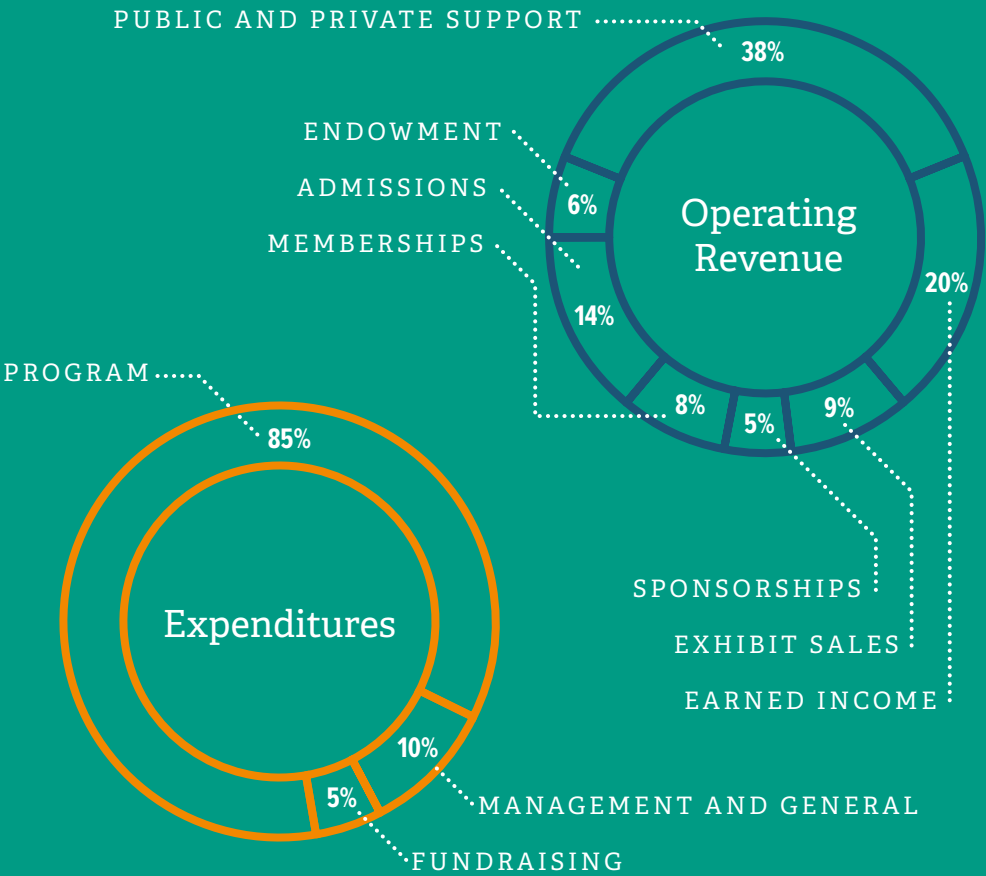 PUBLIC AND PRIVATE SUPPORT
38%
ENDOWMENT
6%
ADMISSIONS
14%
MEMBERSHIPS
8%
Operating
Revenue
20%
5%
9%
SPONSORSHIPS
EXHIBIT SALES
EARNED INCOME
PROGRAM
85%
Expenditures
10%
5%
MANAGEMENT AND GENERAL
FUNDRAISING